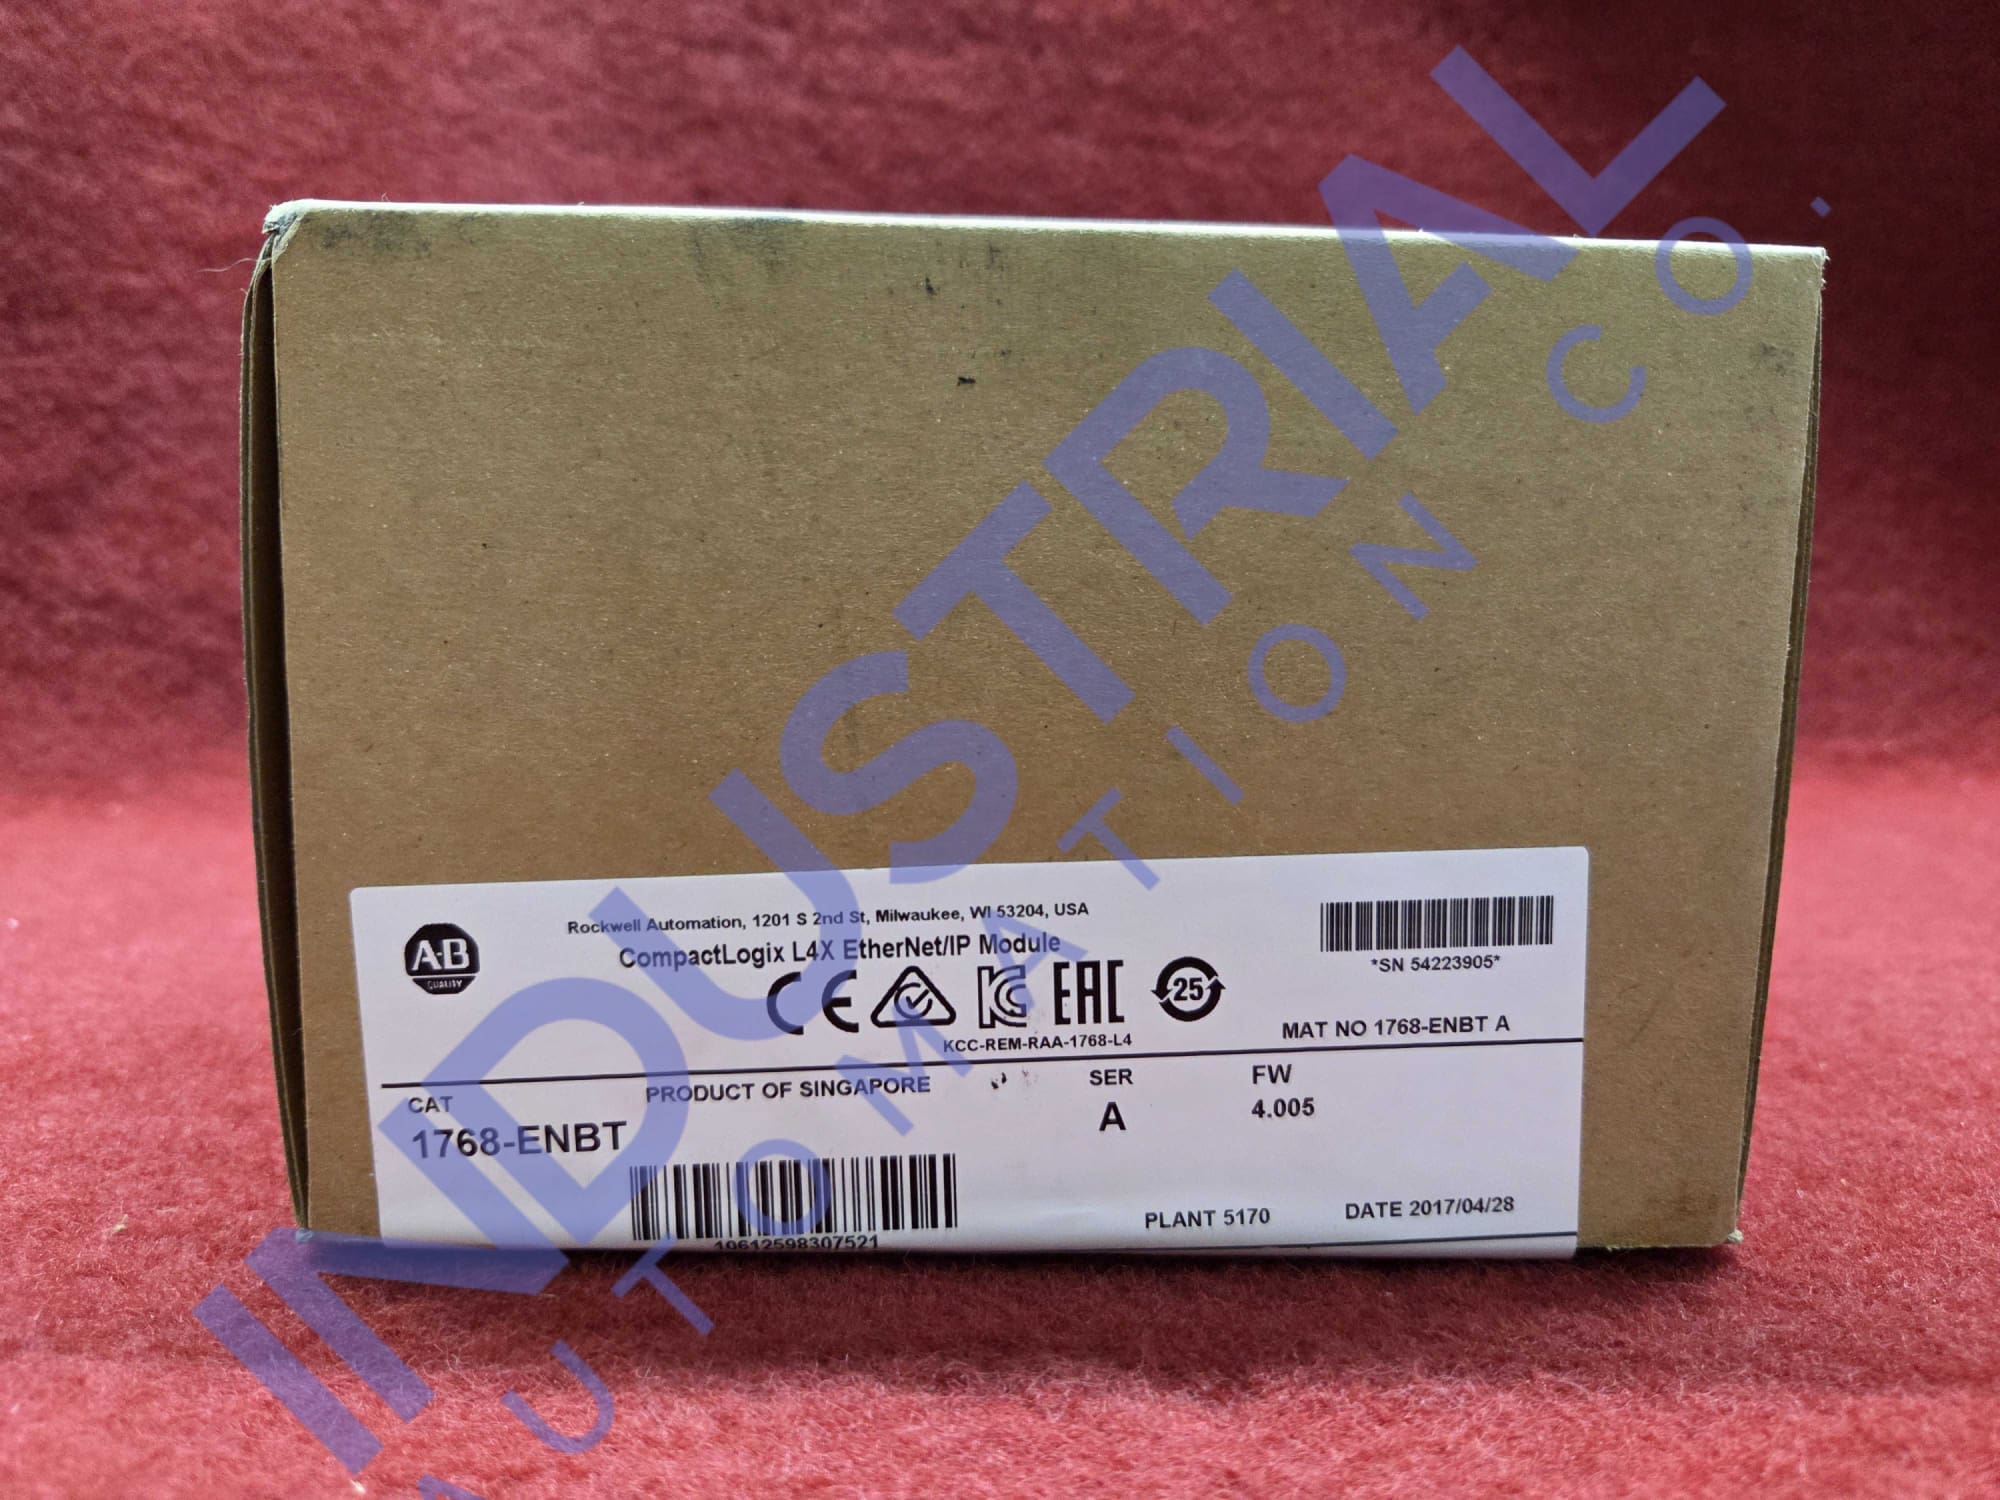 Rockwell Automation, 1201 S 2nd St, Milwaukee, WI 53204, USA
CompactLogix L4X EtherNet/IP Module
A-B
QUALITY
CE
EAC
25
KCC-REM-RAA-1768-L4
*SN 54223905*
MAT NO 1768-ENBT A
CAT
1768-ENBT
PRODUCT OF SINGAPORE
SER
A
FW
4.005
10612598307521
PLANT 5170
DATE 2017/04/28
INDUSTRIAL
AUTOMATION CO.